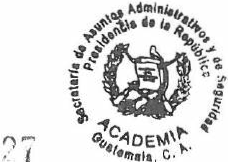 Secretaría de Asuntos Administrativos y de Seguridad
Presidencia de la República
ACADEMIA
Guatemala, C. A.
27